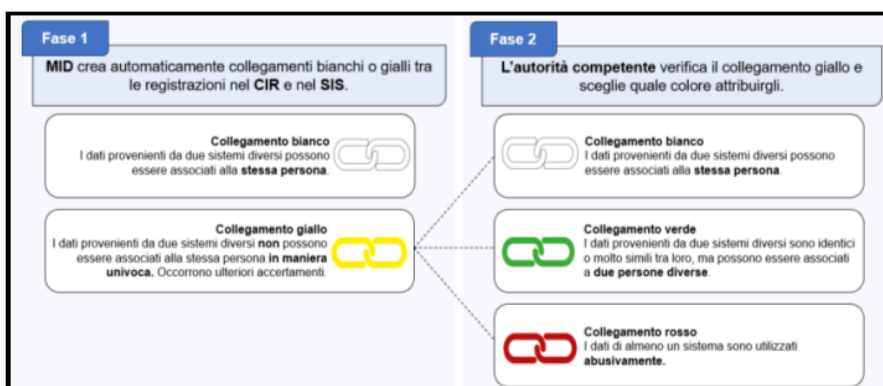 Fase 1
MID crea automaticamente collegamenti bianchi o gialli tra
le registrazioni nel CIR e nel SIS.
Collegamento bianco
I dati provenienti da due sistemi diversi possono
essere associati alla stessa persona.
Collegamento giallo
I dati provenienti da due sistemi diversi non possono
essere associati alla stessa persona in maniera
univoca. Occorrono ulteriori accertamenti.
Fase 2
L'autorità competente verifica il collegamento giallo e
sceglie quale colore attribuirgli.
Collegamento bianco
I dati provenienti da due sistemi diversi possono
essere associati alla stessa persona.
Collegamento verde
I dati provenienti da due sistemi diversi sono identici
o molto simili tra loro, ma possono essere associati
a due persone diverse.
Collegamento rosso
I dati di almeno un sistema sono utilizzati
abusivamente.